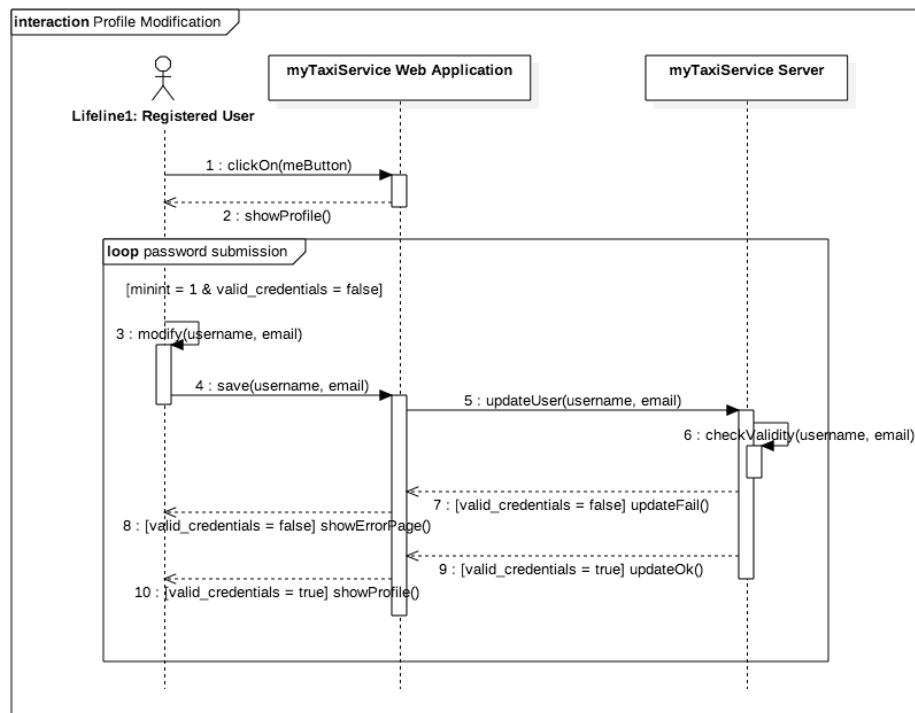 interaction Profile Modification
myTaxiService Web Application
myTaxiService Server
Lifeline1: Registered User
1 : clickOn(meButton)
2 : showProfile()
loop password submission
[minint = 1 & valid_credentials = false]
3 : modify(username, email)
4 : save(username, email)
5 : updateUser(username, email)
6 : checkValidity(username, email)
7 : [valid_credentials = false] updateFail()
8 : [valid_credentials = false] showErrorPage()
9 : [valid_credentials = true] updateOk()
10 : [valid_credentials = true] showProfile()